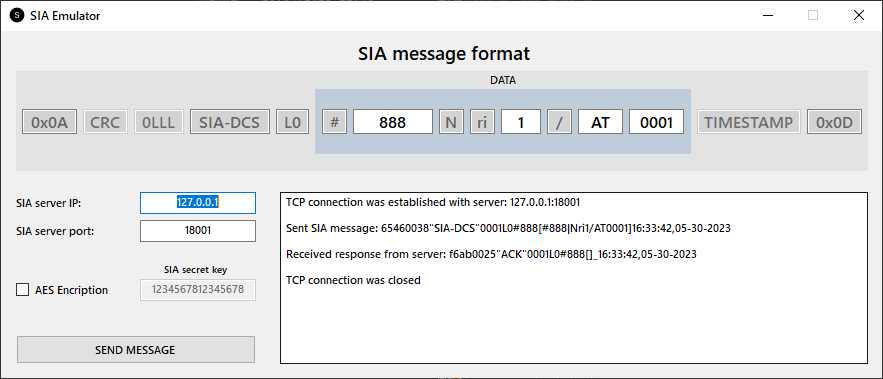 S SIA Emulator
SIA message format
DATA
0x0A CRC 0LLL SIA-DCS L0 # 888 N ri 1 / AT 0001 TIMESTAMP 0x0D
SIA server IP: 127.0.0.1
SIA server port: 18001
SIA secret key
AES Encription 1234567812345678
SEND MESSAGE
TCP connection was established with server: 127.0.0.1:18001
Sent SIA message: 65460038"SIA-DCS"0001L0#888[#888|Nri1/AT0001]16:33:42,05-30-2023
Received response from server: f6ab0025"ACK"0001L0#888[]_16:33:42,05-30-2023
TCP connection was closed